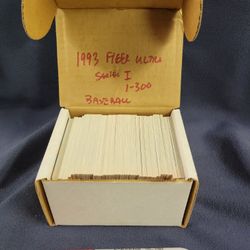 1993 FLEER ULTRA
SERIES I
1-300
BASEBALL